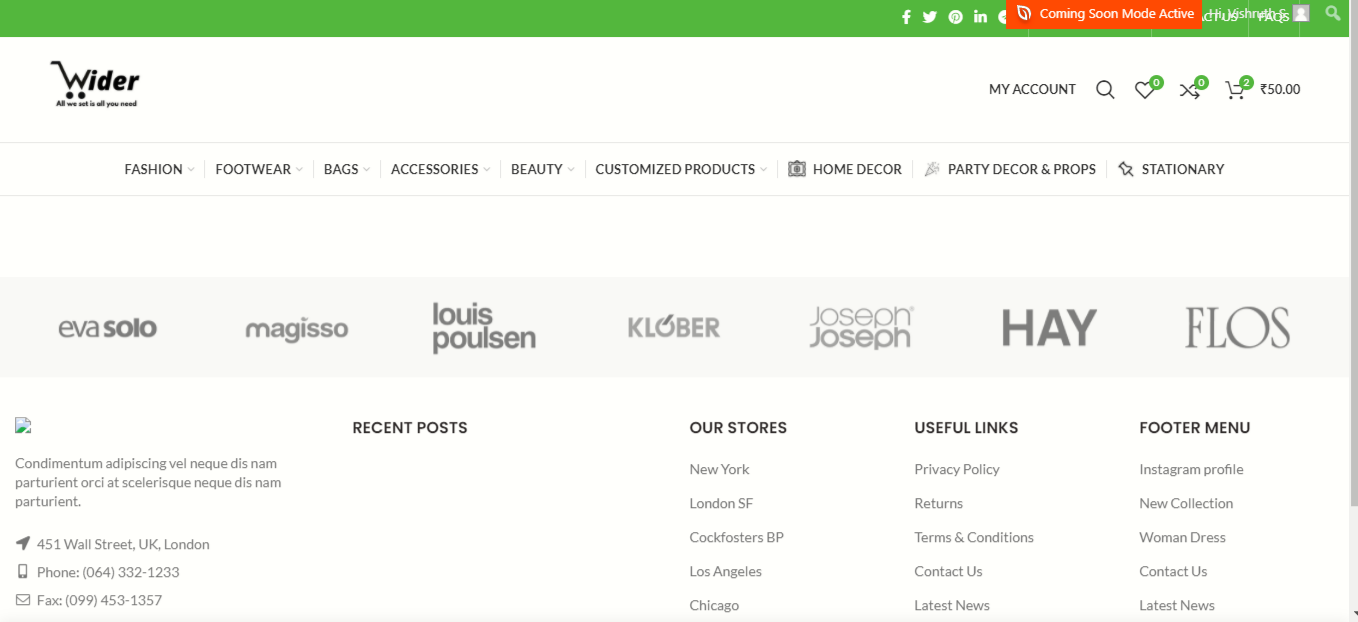 Coming Soon Mode Active
Hi, Vishruth S
FAQS
Wider
All we set is all you need
MY ACCOUNT
0
0
2
₹50.00
FASHION
FOOTWEAR
BAGS
ACCESSORIES
BEAUTY
CUSTOMIZED PRODUCTS
HOME DECOR
PARTY DECOR & PROPS
STATIONARY
eva solo
magisso
louis
poulsen
KLÓBER
Joseph®
Joseph
HAY
FLOS
Condimentum adipiscing vel neque dis nam
parturient orci at scelerisque neque dis nam
parturient.
451 Wall Street, UK, London
Phone: (064) 332-1233
Fax: (099) 453-1357
RECENT POSTS
OUR STORES
New York
London SF
Cockfosters BP
Los Angeles
Chicago
USEFUL LINKS
Privacy Policy
Returns
Terms & Conditions
Contact Us
Latest News
FOOTER MENU
Instagram profile
New Collection
Woman Dress
Contact Us
Latest News